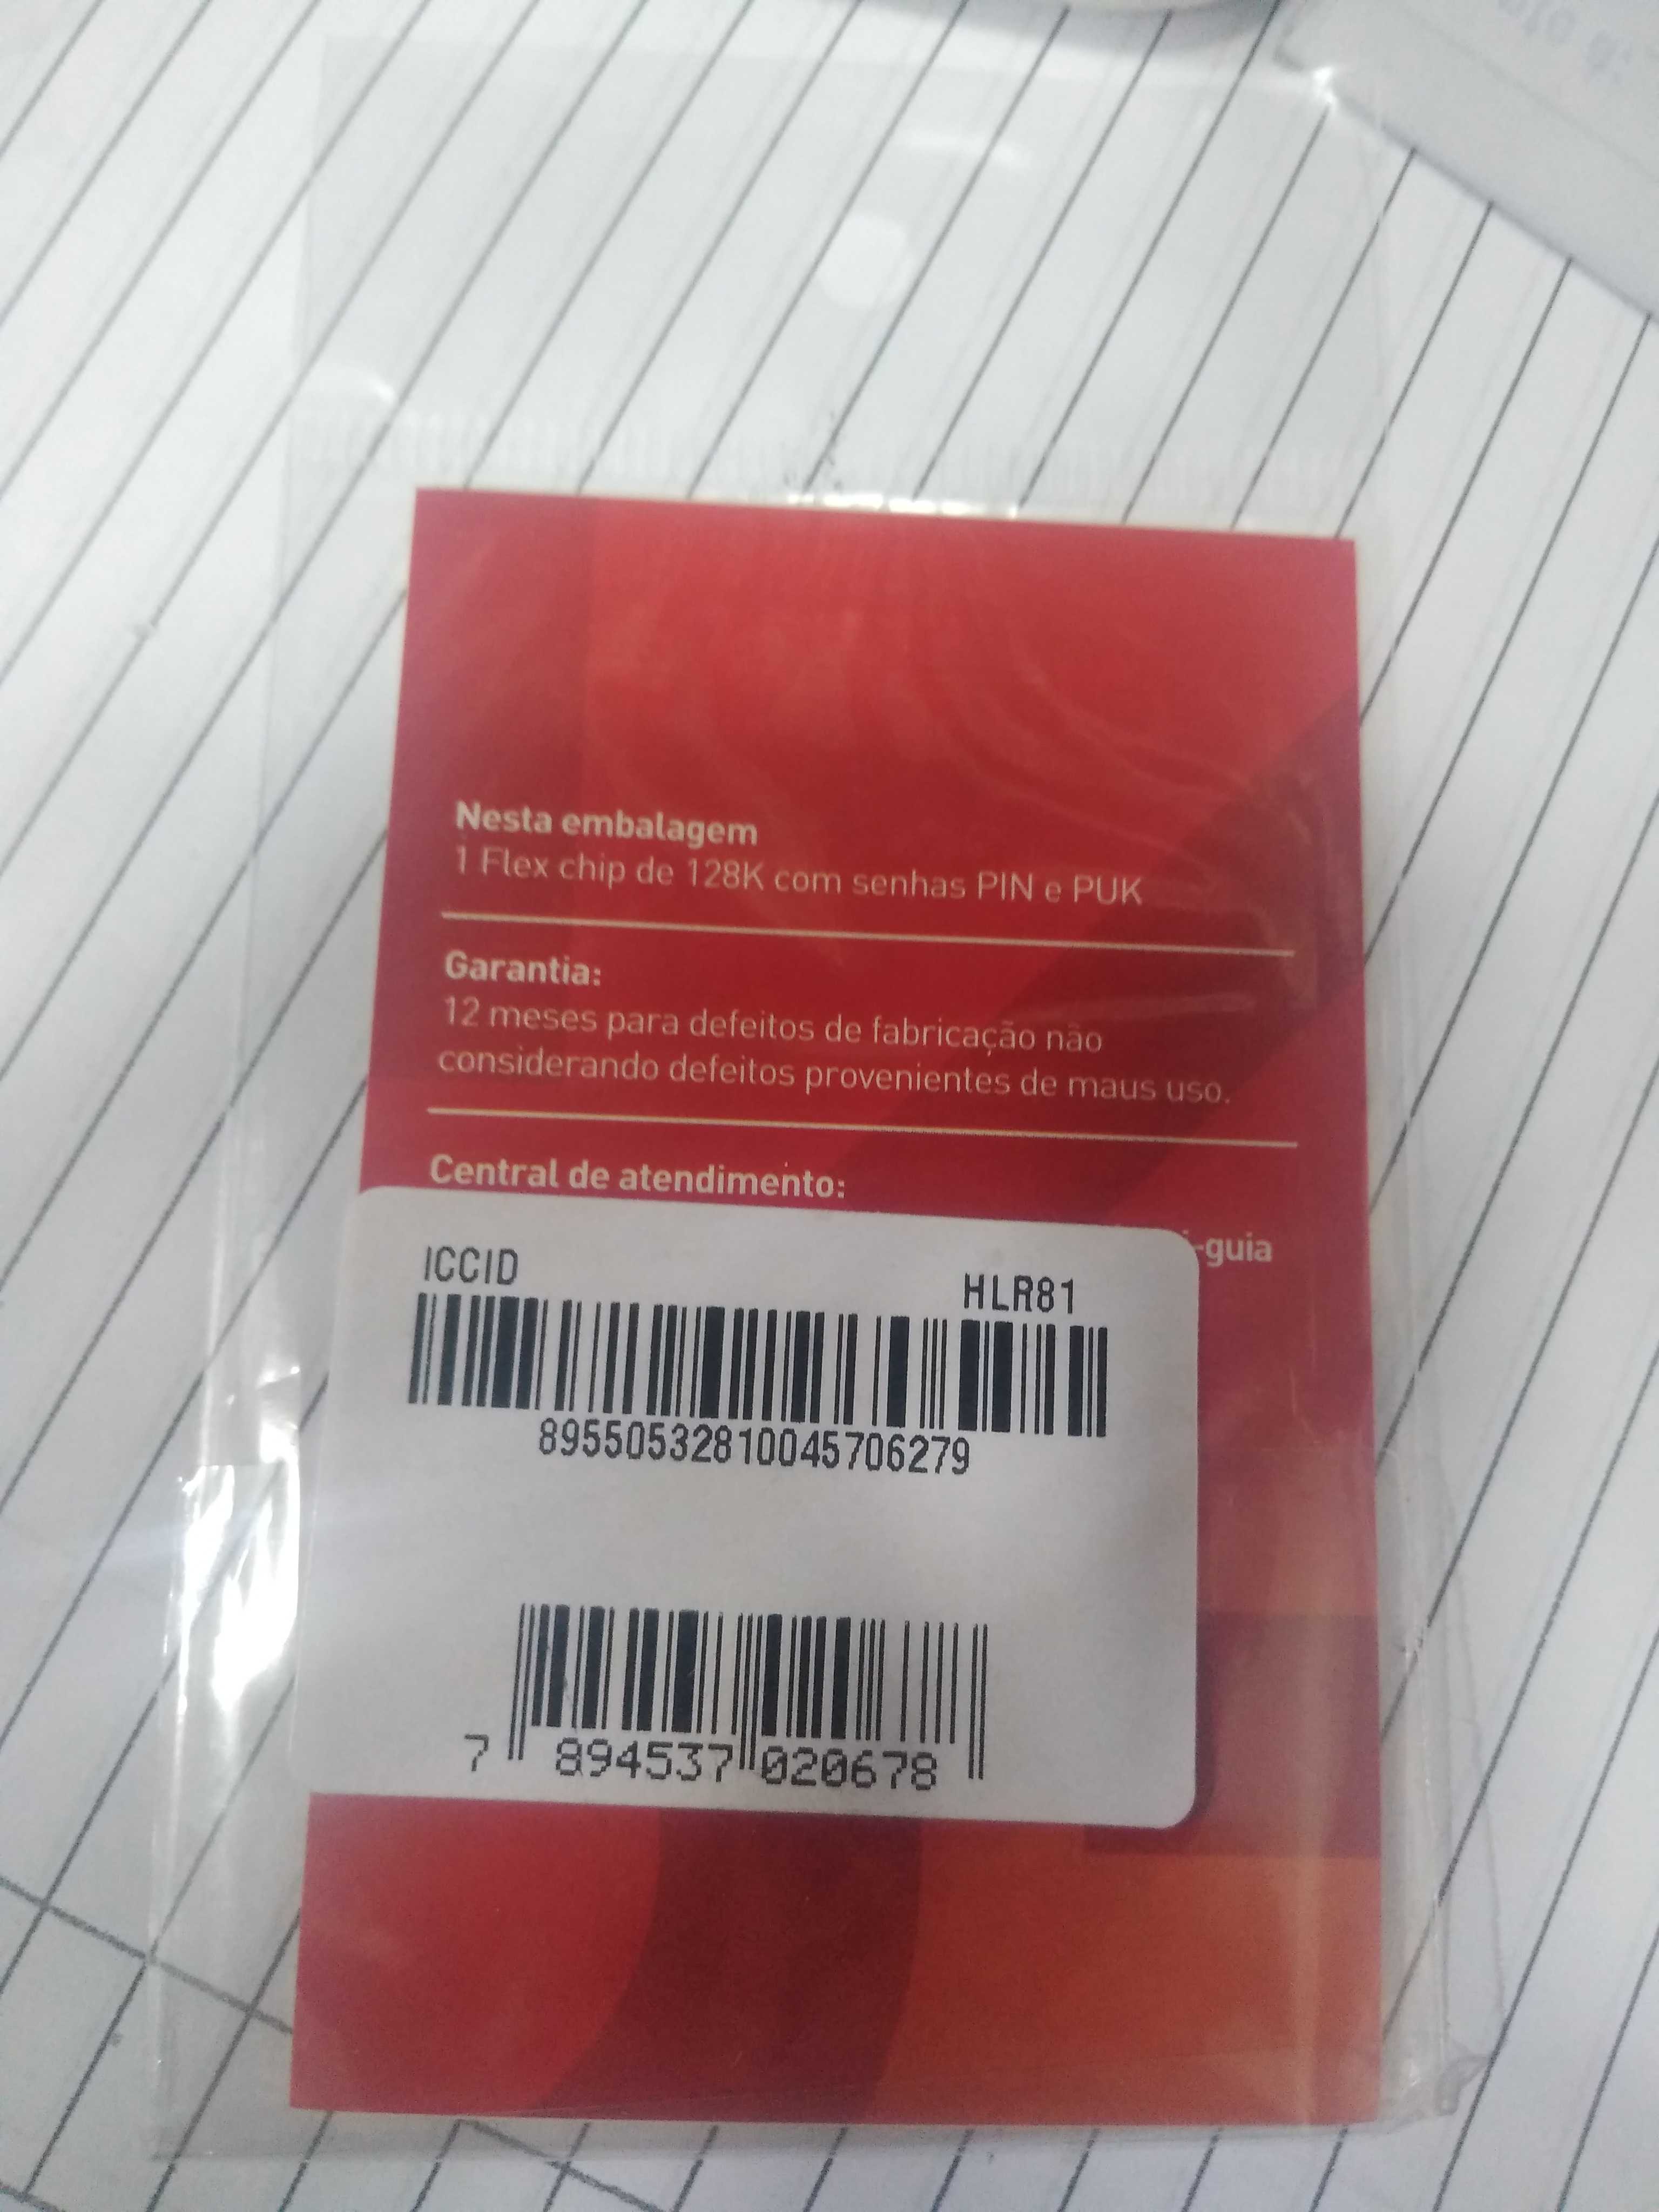 Nesta embalagem
1 Flex chip de 128K com senhas PIN e PUK
Garantia:
12 meses para defeitos de fabricação não
considerando defeitos provenientes de maus uso.
Central de atendimento:
-guia
ICCID
HLR81
89550532810045706279
7 894537 020678